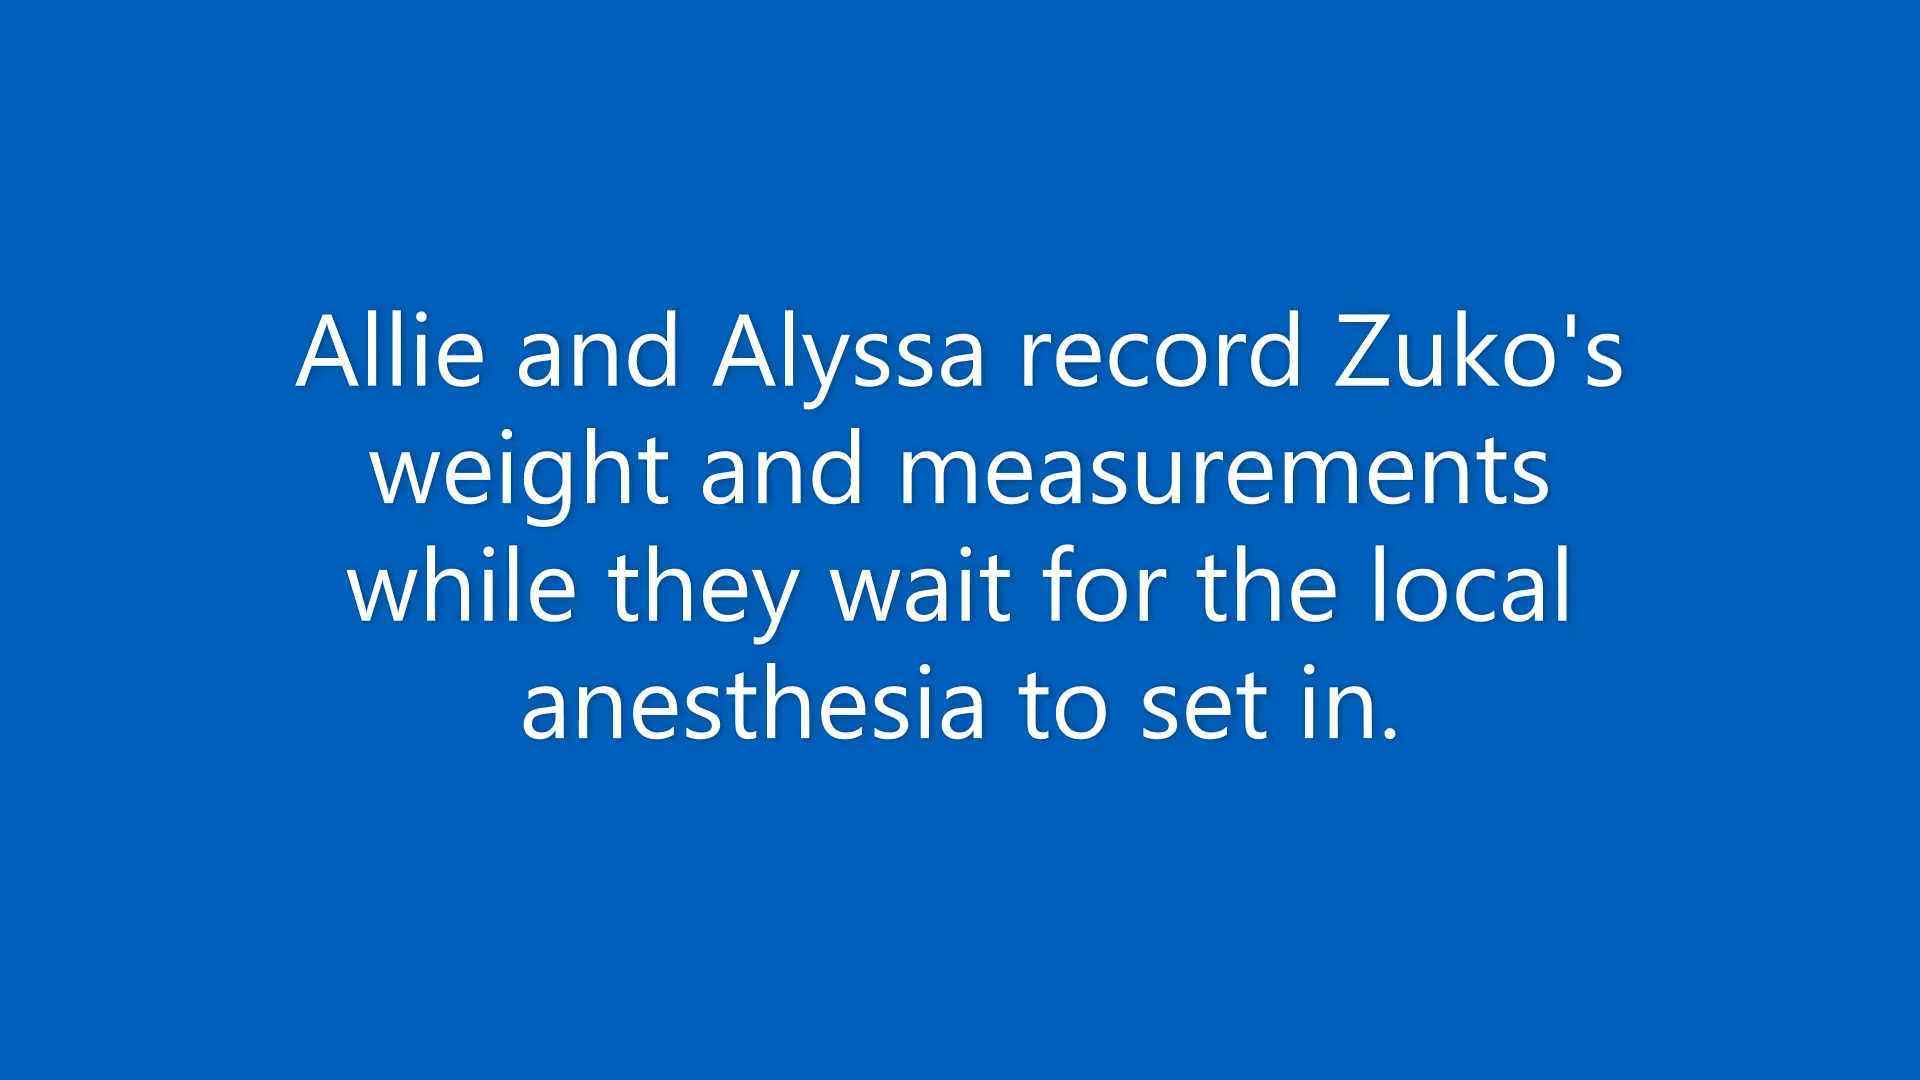 Allie and Alyssa record Zuko's
weight and measurements
while they wait for the local
anesthesia to set in.